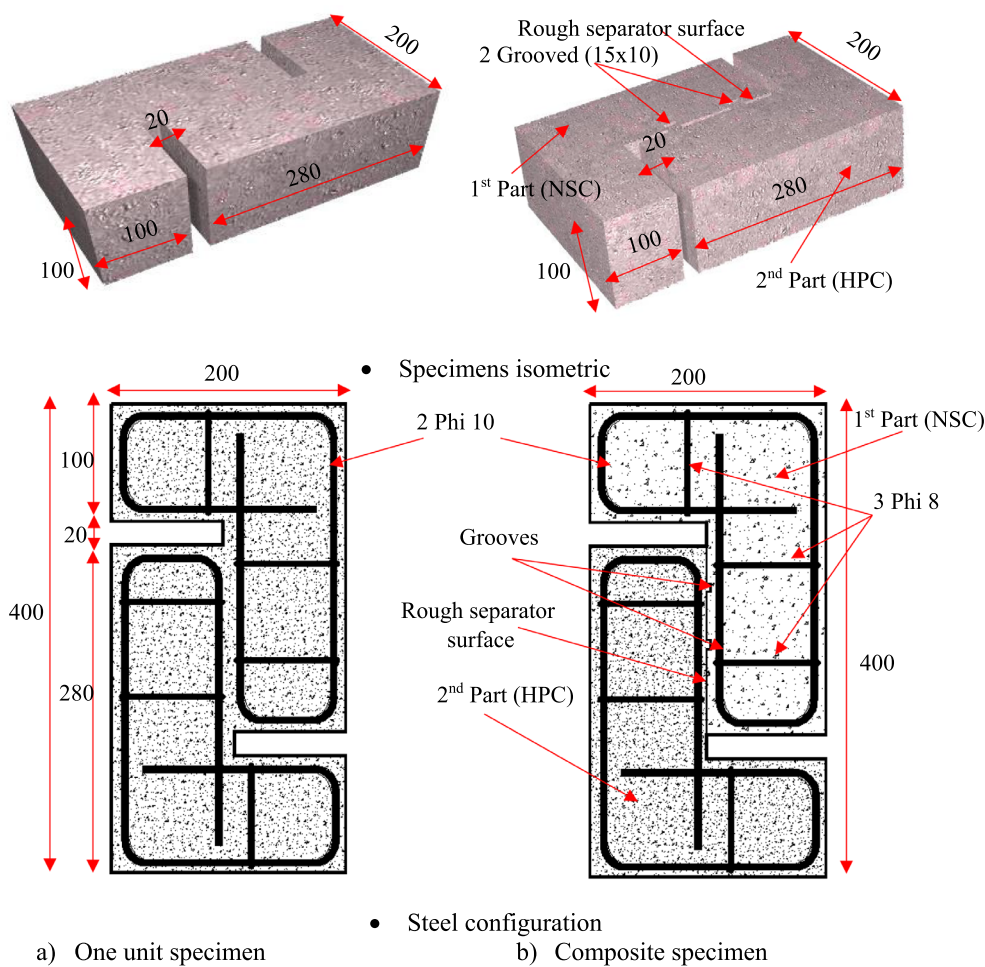 200
20
280
100
100
Rough separator surface
2 Grooved (15x10)
200
20
1st Part (NSC)
280
100
100
2nd Part (HPC)
• Specimens isometric
200
100
20
400
280
2 Phi 10
200
1st Part (NSC)
3 Phi 8
Grooves
Rough separator
surface
400
2nd Part (HPC)
• Steel configuration
a) One unit specimen
b) Composite specimen